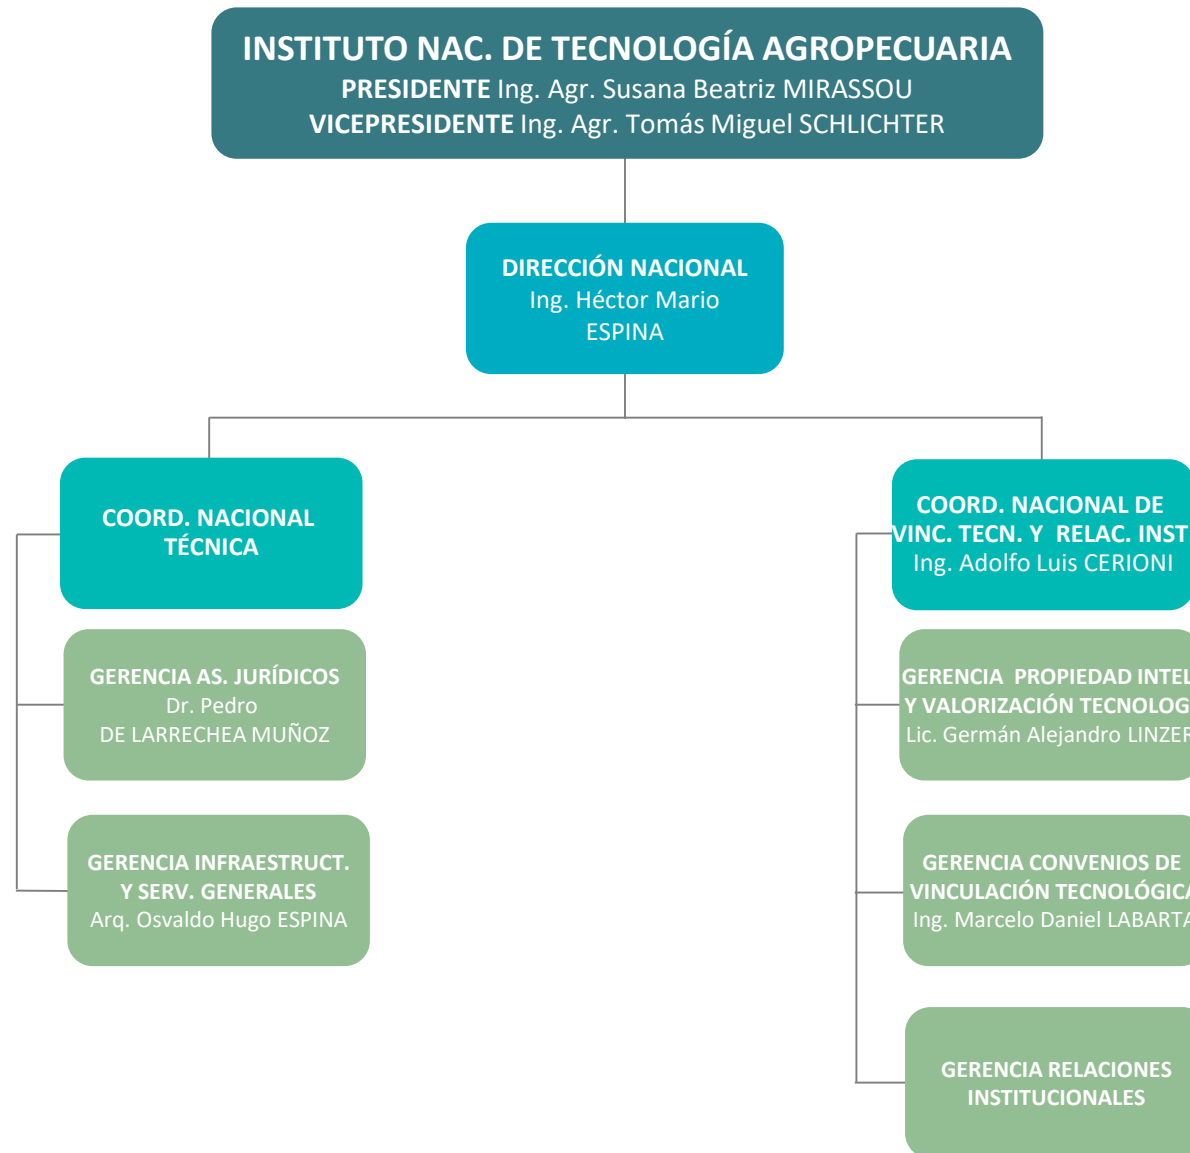 INSTITUTO NAC. DE TECNOLOGÍA AGROPECUARIA
PRESIDENTE Ing. Agr. Susana Beatriz MIRASSOU
VICEPRESIDENTE Ing. Agr. Tomás Miguel SCHLICHTER
DIRECCIÓN NACIONAL
Ing. Héctor Mario
ESPINA
COORD. NACIONAL
TÉCNICA
GERENCIA AS. JURÍDICOS
Dr. Pedro
DE LARRECHEA MUÑOZ
GERENCIA INFRAESTRUCT.
Y SERV. GENERALES
Arq. Osvaldo Hugo ESPINA
COORD. NACIONAL DE
VINC. TECN. Y RELAC. INST
Ing. Adolfo Luis CERIONI
GERENCIA PROPIEDAD INTEL
Y VALORIZACIÓN TECNOLOG
Lic. Germán Alejandro LINZER
GERENCIA CONVENIOS DE
VINCULACIÓN TECNOLÓGICA
Ing. Marcelo Daniel LABARTA
GERENCIA RELACIONES
INSTITUCIONALES